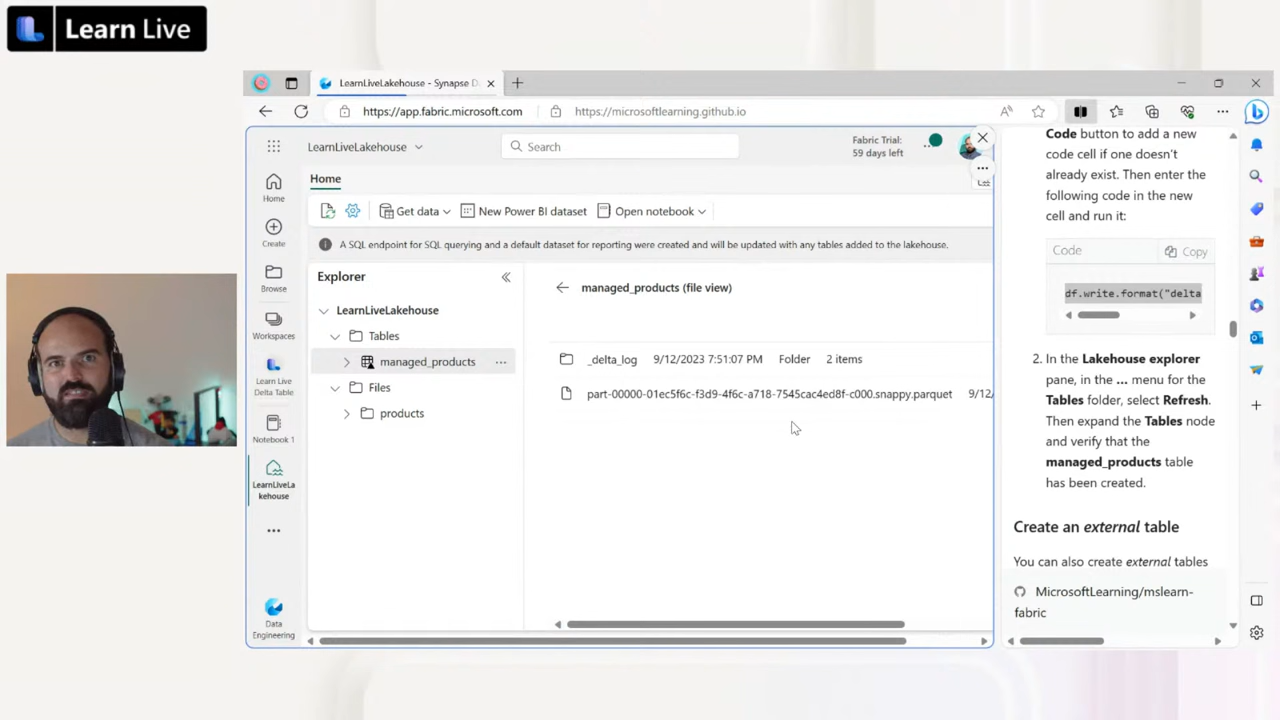 Learn Live
LearnLiveLakehouse - Synapse D
https://app.fabric.microsoft.com
https://microsoftlearning.github.io
LearnLiveLakehouse
Search
Fabric Trial:
59 days left
Home
Get data
New Power BI dataset
Open notebook
A SQL endpoint for SQL querying and a default dataset for reporting were created and will be updated with any tables added to the lakehouse.
Home
Create
Browse
Workspaces
Learn Live
Delta Table
Notebook 1
LearnLiveLa
kehouse
Data
Engineering
Explorer
LearnLiveLakehouse
Tables
managed_products
Files
products
managed_products (file view)
_delta_log 9/12/2023 7:51:07 PM Folder 2 items
part-00000-01ec5f6c-f3d9-4f6c-a718-7545cac4ed8f-c000.snappy.parquet 9/12/
Code button to add a new
code cell if one doesn't
already exist. Then enter the
following code in the new
cell and run it:
Code
Copy
df.write.format("delta
2. In the Lakehouse explorer
pane, in the ... menu for the
Tables folder, select Refresh.
Then expand the Tables node
and verify that the
managed_products table
has been created.
Create an external table
You can also create external tables
MicrosoftLearning/mslearn-
fabric